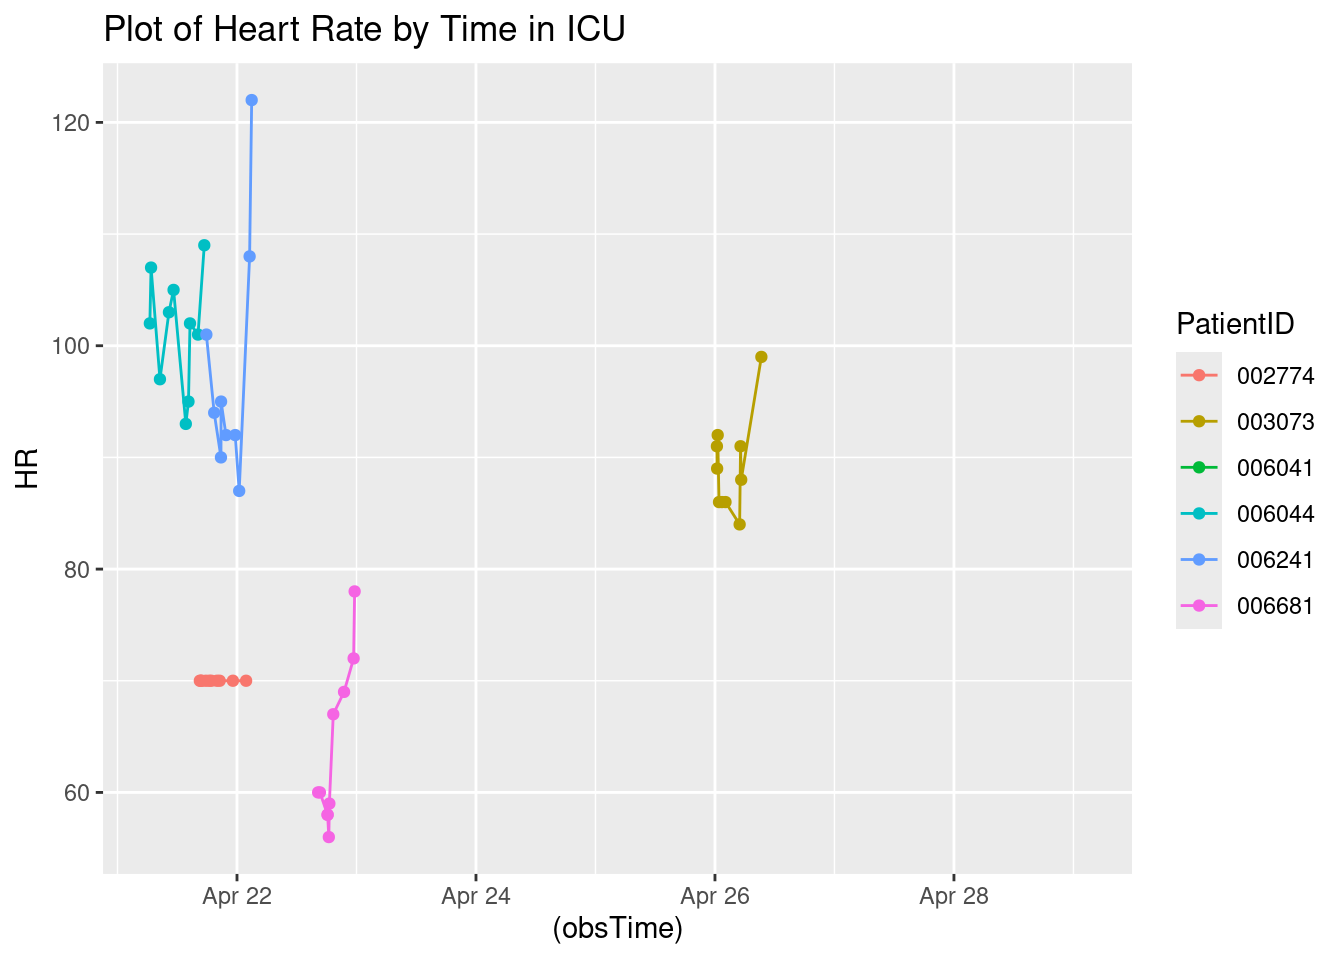 Plot of Heart Rate by Time in ICU
120
100
80
60
HR
Apr 22
Apr 24
Apr 26
Apr 28
(obsTime)
PatientID
002774
003073
006041
006044
006241
006681